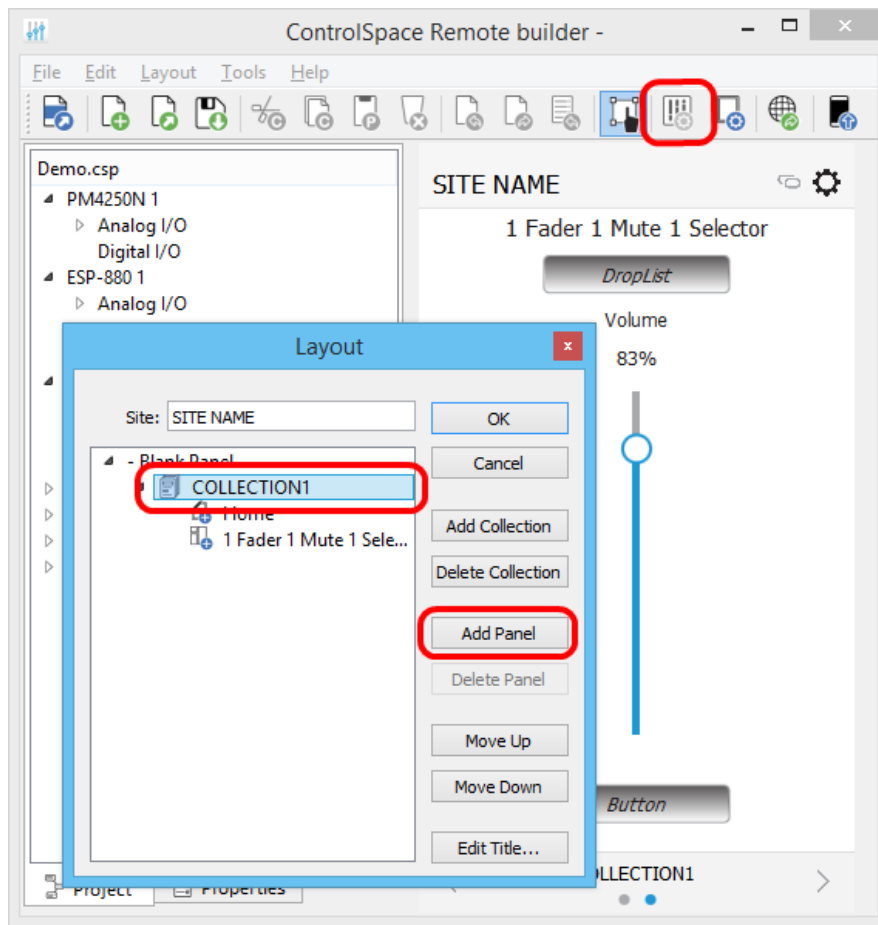 ControlSpace Remote builder -
File Edit Layout Tools Help
Demo.csp
PM4250N 1
Analog I/O
Digital I/O
ESP-880 1
Analog I/O
SITE NAME
1 Fader 1 Mute 1 Selector
DropList
Volume
83%
Button
Layout
Site: SITE NAME
- Blank Panel
COLLECTION1
Home
1 Fader 1 Mute 1 Sele...
OK
Cancel
Add Collection
Delete Collection
Add Panel
Delete Panel
Move Up
Move Down
Edit Title...
Project Properties
LLECTION1